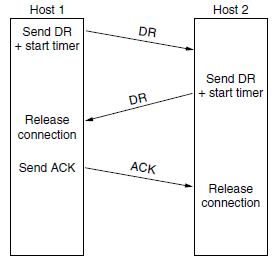 Host 1
Host 2
Send DR
+ start timer
DR
Send DR
+ start timer
DR
Release
connection
Send ACK
ACK
Release
connection